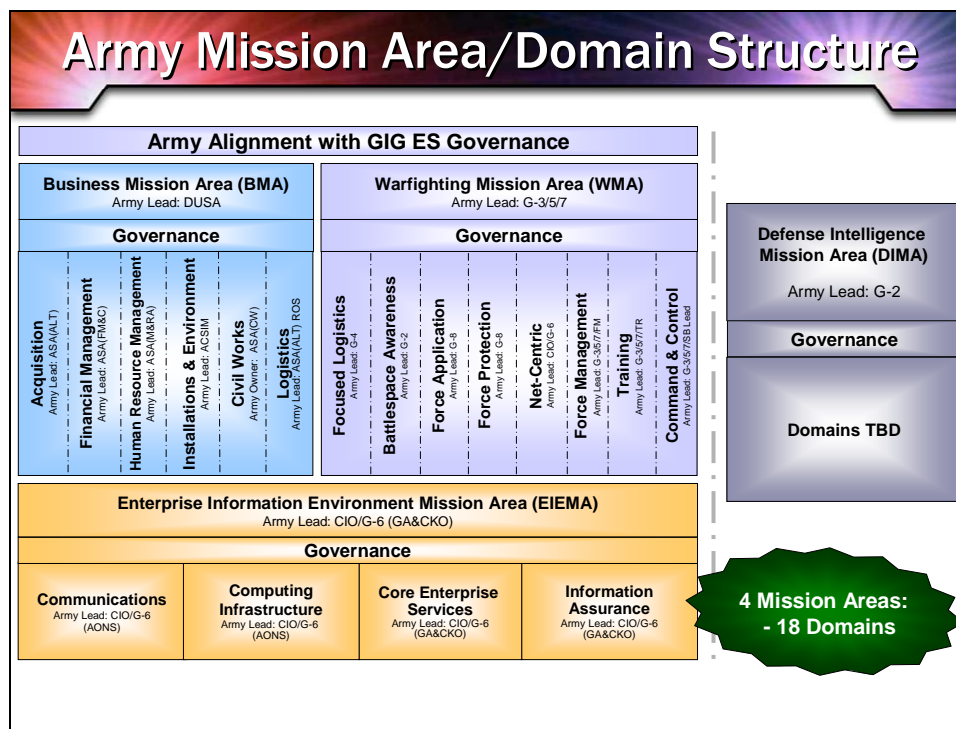 Army Mission Area/Domain Structure
Army Alignment with GIG ES Governance
Business Mission Area (BMA)
Army Lead: DUSA
Governance
Acquisition
Army Lead: ASA(ALT)
Financial Management
Army Lead: ASA(FM&C)
Human Resource Management
Army Lead: ASA(M&RA)
Installations & Environment
Army Lead: ACSIM
Civil Works
Army Owner: ASA(CW)
Logistics
Army Lead: ASA(ALT) ROS
Warfighting Mission Area (WMA)
Army Lead: G-3/5/7
Governance
Focused Logistics
Army Lead: G-4
Battlespace Awareness
Army Lead: G-2
Force Application
Army Lead: G-8
Force Protection
Army Lead: G-8
Net-Centric
Army Lead: CIO/G-6
Force Management
Army Lead: G-3/5/7/FM
Training
Army Lead: G-3/5/7/TR
Command & Control
Army Lead: G-3/5/7/SB Lead
Defense Intelligence
Mission Area (DIMA)
Army Lead: G-2
Governance
Domains TBD
Enterprise Information Environment Mission Area (EIEMA)
Army Lead: CIO/G-6 (GA&CKO)
Governance
Communications
Army Lead: CIO/G-6
(AONS)
Computing
Infrastructure
Army Lead: CIO/G-6
(AONS)
Core Enterprise
Services
Army Lead: CIO/G-6
(GA&CKO)
Information
Assurance
Army Lead: CIO/G-6
(GA&CKO)
4 Mission Areas:
- 18 Domains